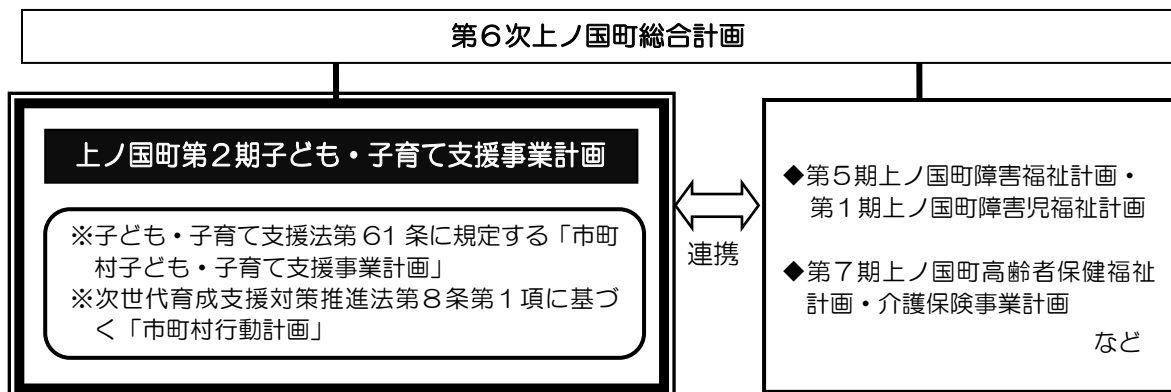 第６次上ノ国町総合計画
上ノ国町第２期子ども・子育て支援事業計画
※子ども・子育て支援法第 61 条に規定する「市町
村子ども・子育て支援事業計画」
※次世代育成支援対策推進法第８条第１項に基づ
く「市町村行動計画」
連携
◆第５期上ノ国町障害福祉計画・
第１期上ノ国町障害児福祉計画
◆第７期上ノ国町高齢者保健福祉
計画・介護保険事業計画
など